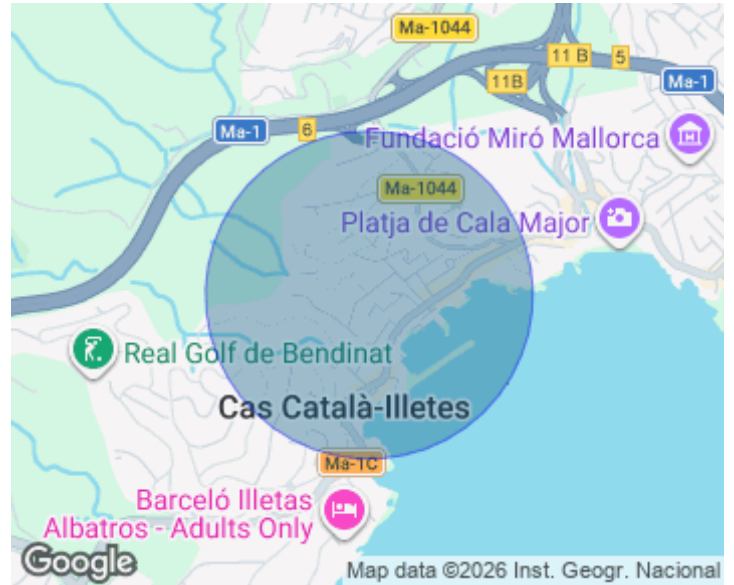 Ma-1044
11 B
5
11B
Ma-1
Ma-1
6
Fundació Miró Mallorca
Ma-1044
Platja de Cala Major
Real Golf de Bendinat
Cas Català-Illetes
Ma-1C
Barceló Illetas
Albatros - Adults Only
Google
Map data ©2026 Inst. Geogr. Nacional